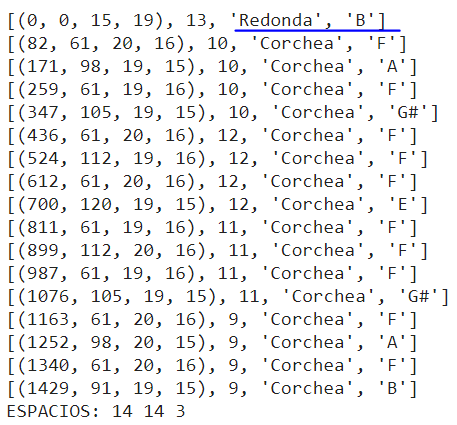 [(0, 0, 15, 19), 13, 'Redonda', 'B']
[(82, 61, 20, 16), 10, 'Corchea', 'F']
[(171, 98, 19, 15), 10, 'Corchea', 'A']
[(259, 61, 19, 16), 10, 'Corchea', 'F']
[(347, 105, 19, 15), 10, 'Corchea', 'G#']
[(436, 61, 20, 16), 12, 'Corchea', 'F']
[(524, 112, 19, 16), 12, 'Corchea', 'F']
[(612, 61, 20, 16), 12, 'Corchea', 'F']
[(700, 120, 19, 15), 12, 'Corchea', 'E']
[(811, 61, 19, 16), 11, 'Corchea', 'F']
[(899, 112, 20, 16), 11, 'Corchea', 'F']
[(987, 61, 19, 16), 11, 'Corchea', 'F']
[(1076, 105, 19, 15), 11, 'Corchea', 'G#']
[(1163, 61, 20, 16), 9, 'Corchea', 'F']
[(1252, 98, 20, 15), 9, 'Corchea', 'A']
[(1340, 61, 20, 16), 9, 'Corchea', 'F']
[(1429, 91, 19, 15), 9, 'Corchea', 'B']
ESPACIOS: 14 14 3